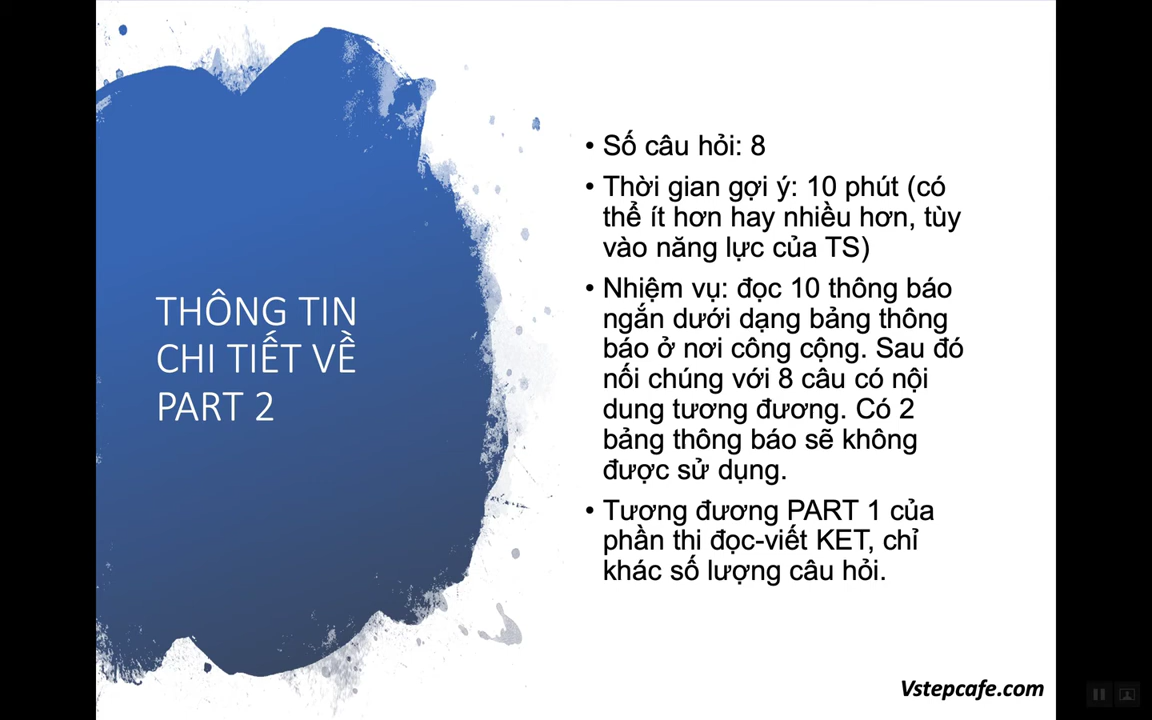 THÔNG TIN
CHI TIẾT VỀ
PART 2
• Số câu hỏi: 8
• Thời gian gợi ý: 10 phút (có
thể ít hơn hay nhiều hơn, tùy
vào năng lực của TS)
• Nhiệm vụ: đọc 10 thông báo
ngắn dưới dạng bảng thông
báo ở nơi công cộng. Sau đó
nối chúng với 8 câu có nội
dung tương đương. Có 2
bảng thông báo sẽ không
được sử dụng.
• Tương đương PART 1 của
phần thi đọc-viết KET, chỉ
khác số lượng câu hỏi.
Vstepcafe.com